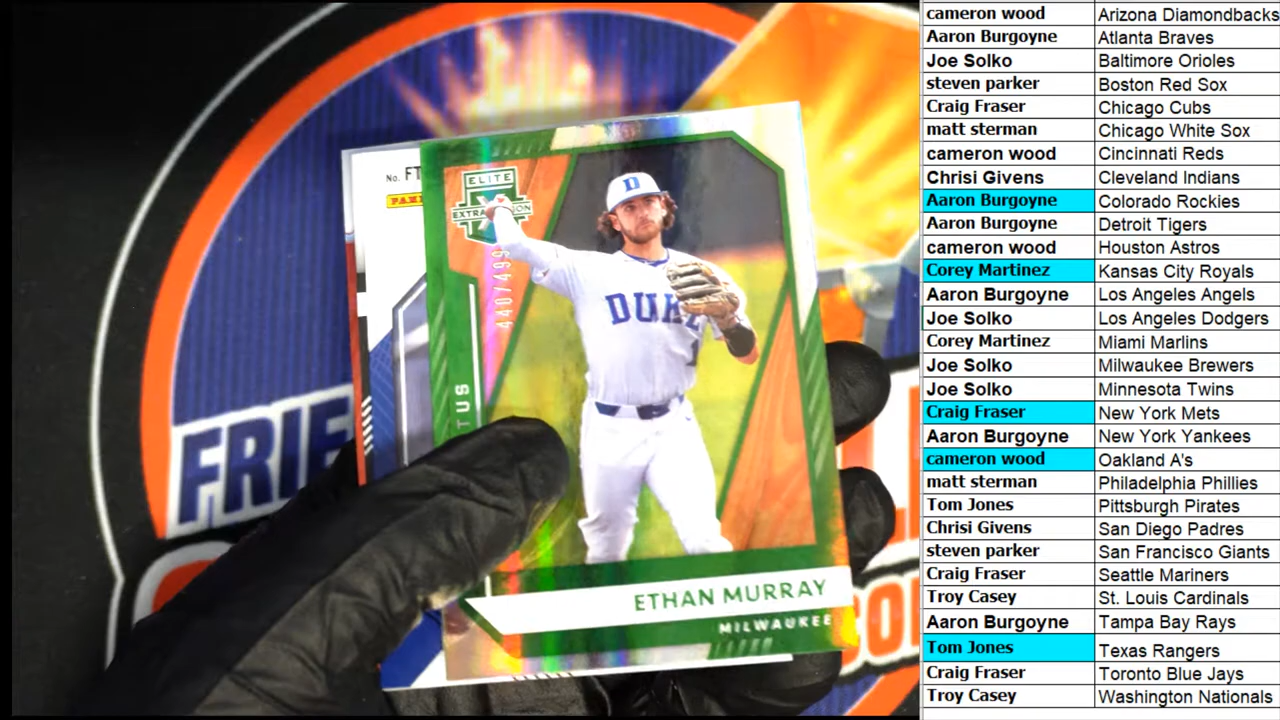 No. FT
PANI
ELITE
EXTRA ION
440/499
TUS
D
DUKE
1
ETHAN MURRAY
MILWAUKEE
FRIE
CO
cameron wood Arizona Diamondbacks
Aaron Burgoyne Atlanta Braves
Joe Solko Baltimore Orioles
steven parker Boston Red Sox
Craig Fraser Chicago Cubs
matt sterman Chicago White Sox
cameron wood Cincinnati Reds
Chrisi Givens Cleveland Indians
Aaron Burgoyne Colorado Rockies
Aaron Burgoyne Detroit Tigers
cameron wood Houston Astros
Corey Martinez Kansas City Royals
Aaron Burgoyne Los Angeles Angels
Joe Solko Los Angeles Dodgers
Corey Martinez Miami Marlins
Joe Solko Milwaukee Brewers
Joe Solko Minnesota Twins
Craig Fraser New York Mets
Aaron Burgoyne New York Yankees
cameron wood Oakland A's
matt sterman Philadelphia Phillies
Tom Jones Pittsburgh Pirates
Chrisi Givens San Diego Padres
steven parker San Francisco Giants
Craig Fraser Seattle Mariners
Troy Casey St. Louis Cardinals
Aaron Burgoyne Tampa Bay Rays
Tom Jones Texas Rangers
Craig Fraser Toronto Blue Jays
Troy Casey Washington Nationals